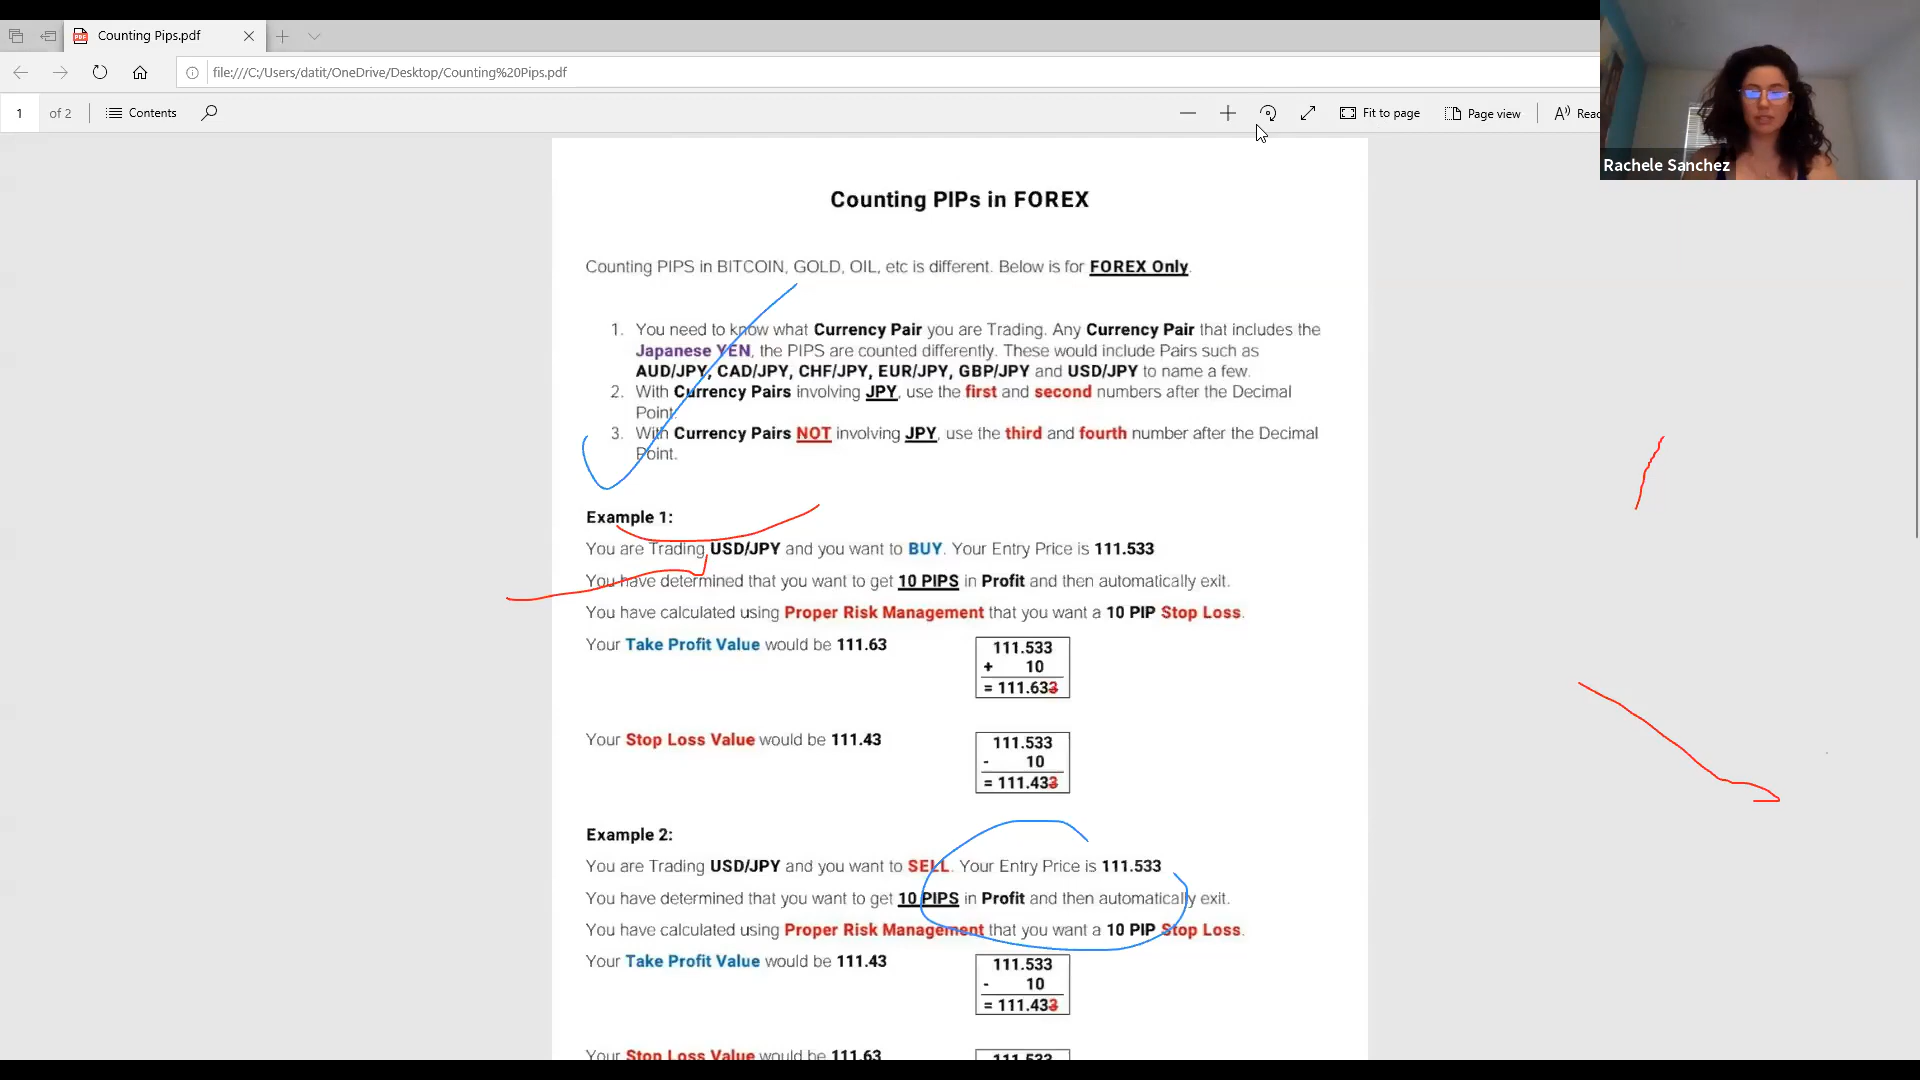 Counting Pips.pdf
file:///C:/Users/datit/OneDrive/Desktop/Counting%20Pips.pdf
1 of 2 Contents Fit to page Page view
Rachele Sanchez
Counting PIPs in FOREX
Counting PIPS in BITCOIN, GOLD, OIL, etc is different. Below is for FOREX Only.
1. You need to know what Currency Pair you are Trading. Any Currency Pair that includes the
Japanese YEN, the PIPS are counted differently. These would include Pairs such as
AUD/JPY, CAD/JPY, CHF/JPY, EUR/JPY, GBP/JPY and USD/JPY to name a few.
2. With Currency Pairs involving JPY, use the first and second numbers after the Decimal
Point.
3. With Currency Pairs NOT involving JPY, use the third and fourth number after the Decimal
Point.
Example 1:
You are Trading USD/JPY and you want to BUY. Your Entry Price is 111.533
You have determined that you want to get 10 PIPS in Profit and then automatically exit.
You have calculated using Proper Risk Management that you want a 10 PIP Stop Loss.
Your Take Profit Value would be 111.63
111.533
+ 10
= 111.633
Your Stop Loss Value would be 111.43
111.533
- 10
= 111.433
Example 2:
You are Trading USD/JPY and you want to SELL. Your Entry Price is 111.533
You have determined that you want to get 10 PIPS in Profit and then automatically exit.
You have calculated using Proper Risk Management that you want a 10 PIP Stop Loss.
Your Take Profit Value would be 111.43
111.533
- 10
= 111.433
Your Stop Loss Value would be 111.63
111.533